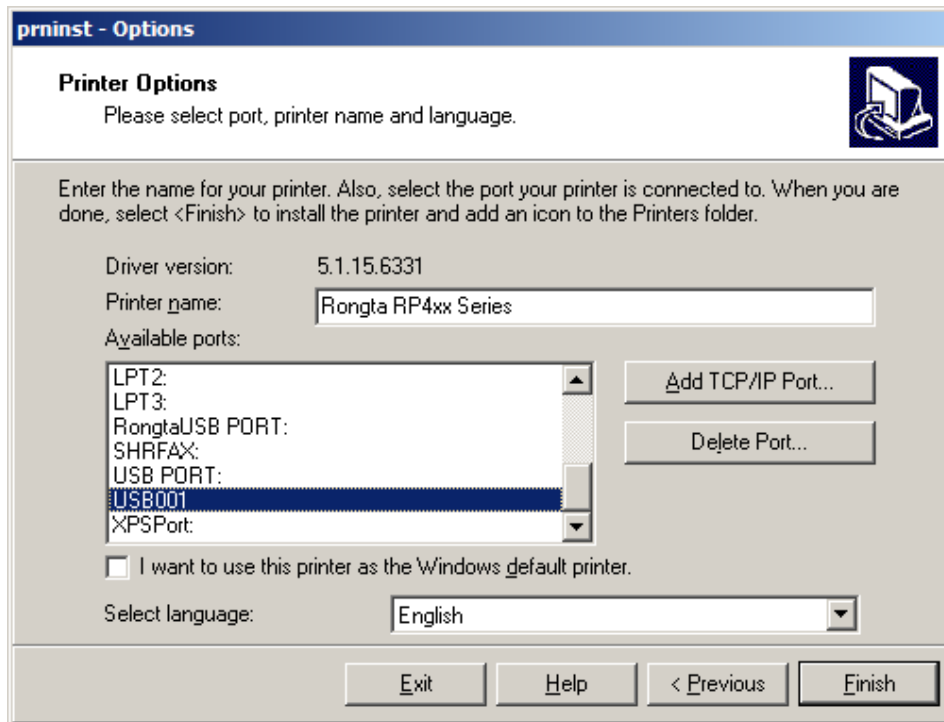 prninst - Options
Printer Options
Please select port, printer name and language.
Enter the name for your printer. Also, select the port your printer is connected to. When you are
done, select <Finish> to install the printer and add an icon to the Printers folder.
Driver version: 5.1.15.6331
Printer name: Rongta RP4xx Series
Available ports:
LPT2:
LPT3:
RongtaUSB PORT:
SHRFAX:
USB PORT:
USB001
XPSPort:
Add TCP/IP Port...
Delete Port...
I want to use this printer as the Windows default printer.
Select language: English
Exit
Help
< Previous
Finish